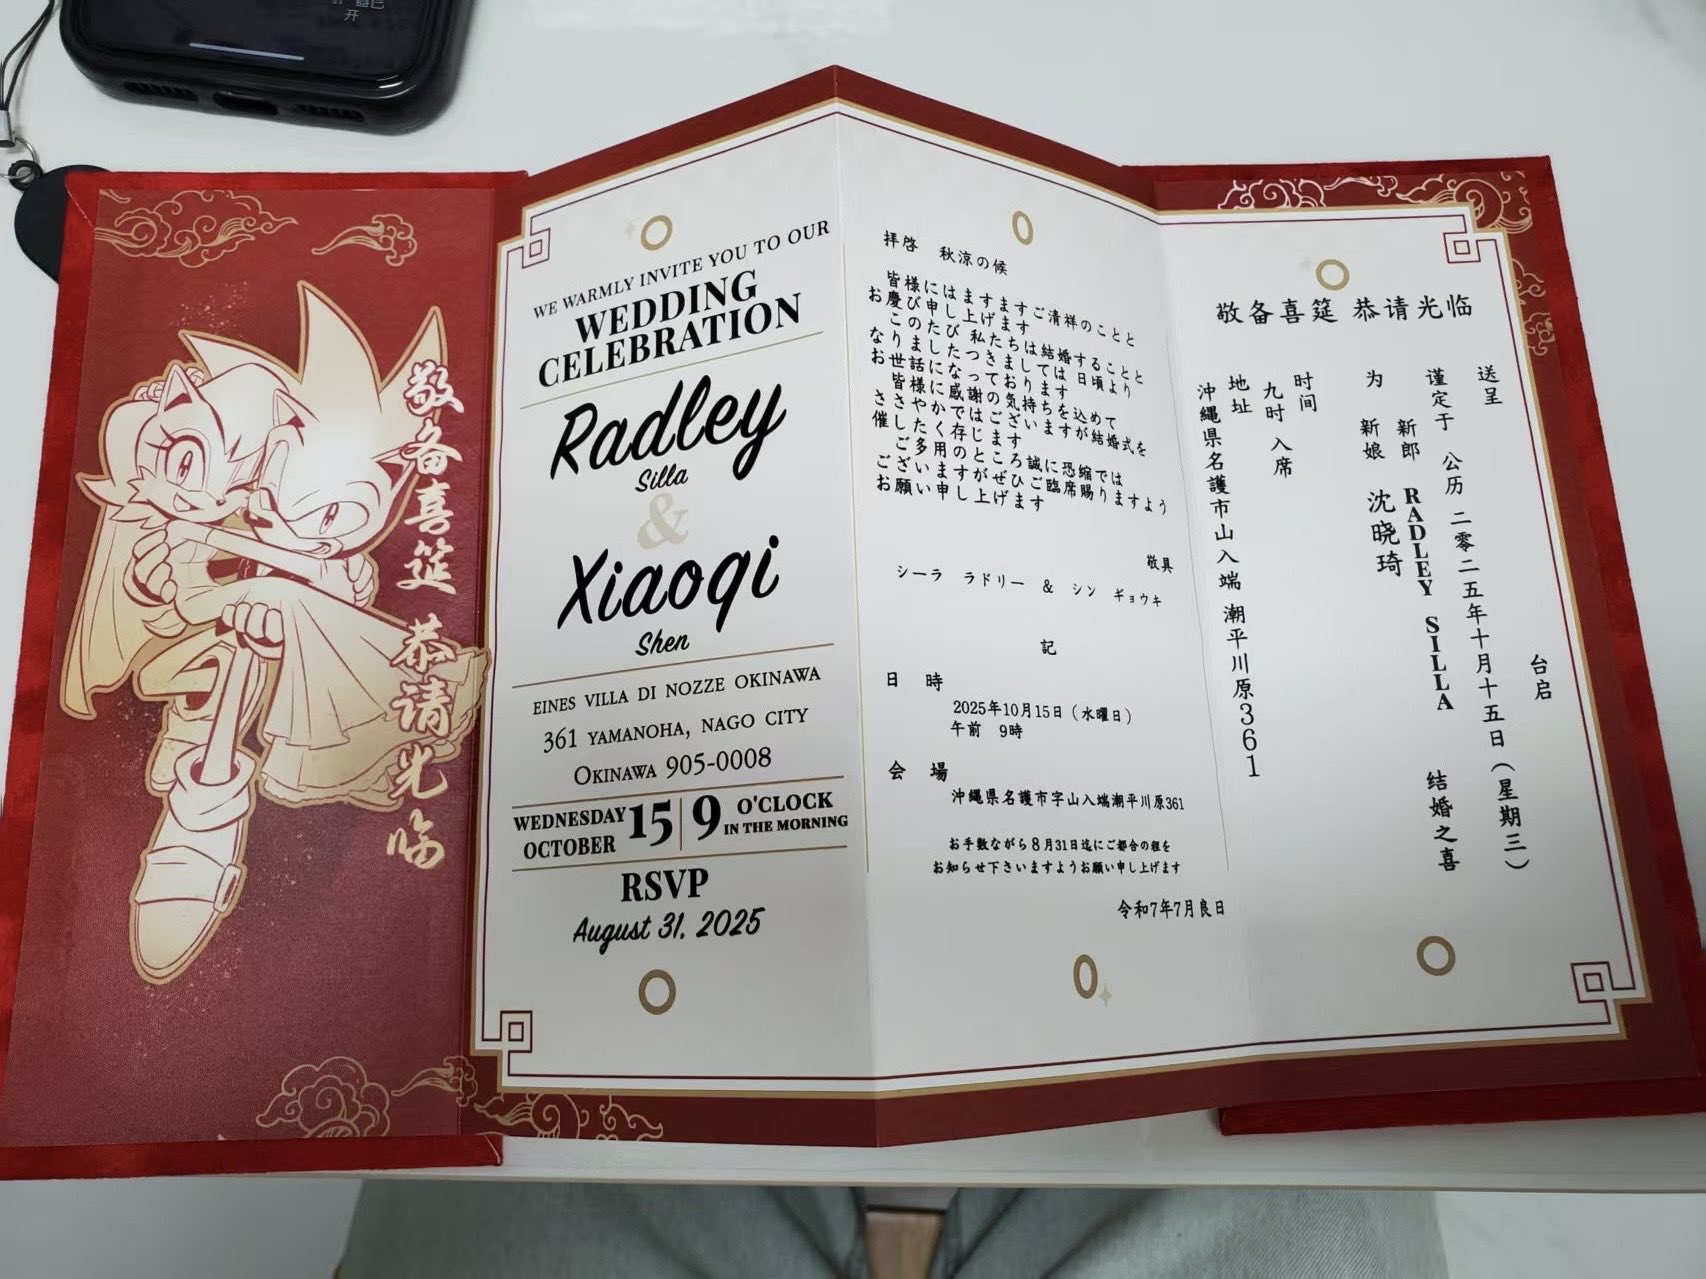 开
敬备喜筵 恭请光临
WE WARMLY INVITE YOU TO OUR
WEDDING
CELEBRATION
Radley
Silla
&
Xiaoqi
Shen
EINES VILLA DI NOZZE OKINAWA
361 YAMANOHA, NAGO CITY
OKINAWA 905-0008
WEDNESDAY
OCTOBER
15
9
O'CLOCK
IN THE MORNING
RSVP
August 31, 2025
拝啓 秋涼の候
皆様にはますますご清祥のことと
お慶び申し上げます
このたび 私たちは結婚することと
なりましたつきましては 日頃より
お世話になっております
皆様に感謝の気持ちを込めて
ささやかではございますが結婚式を
催したく存じます
ご多用のところ誠に恐縮では
ございますがぜひご臨席賜りますよう
お願い申し上げます
敬具
シーラ ラドリー & シン ギョウキ
記
日 時
2025年10月15日(水曜日)
午前 9時
会 場
沖縄県名護市字山入端潮平川原361
お手数ながら8月31日迄にご都合の程を
お知らせ下さいますようお願い申し上げます
令和7年7月良日
敬备喜筵 恭请光临
送呈 台启
谨定于 公历 二零二五年十月十五日(星期三)
为 新郎 RADLEY SILLA 结婚之喜
新娘 沈晓琦
时间
九时 入席
地址
沖縄県名護市山入端 潮平川原361